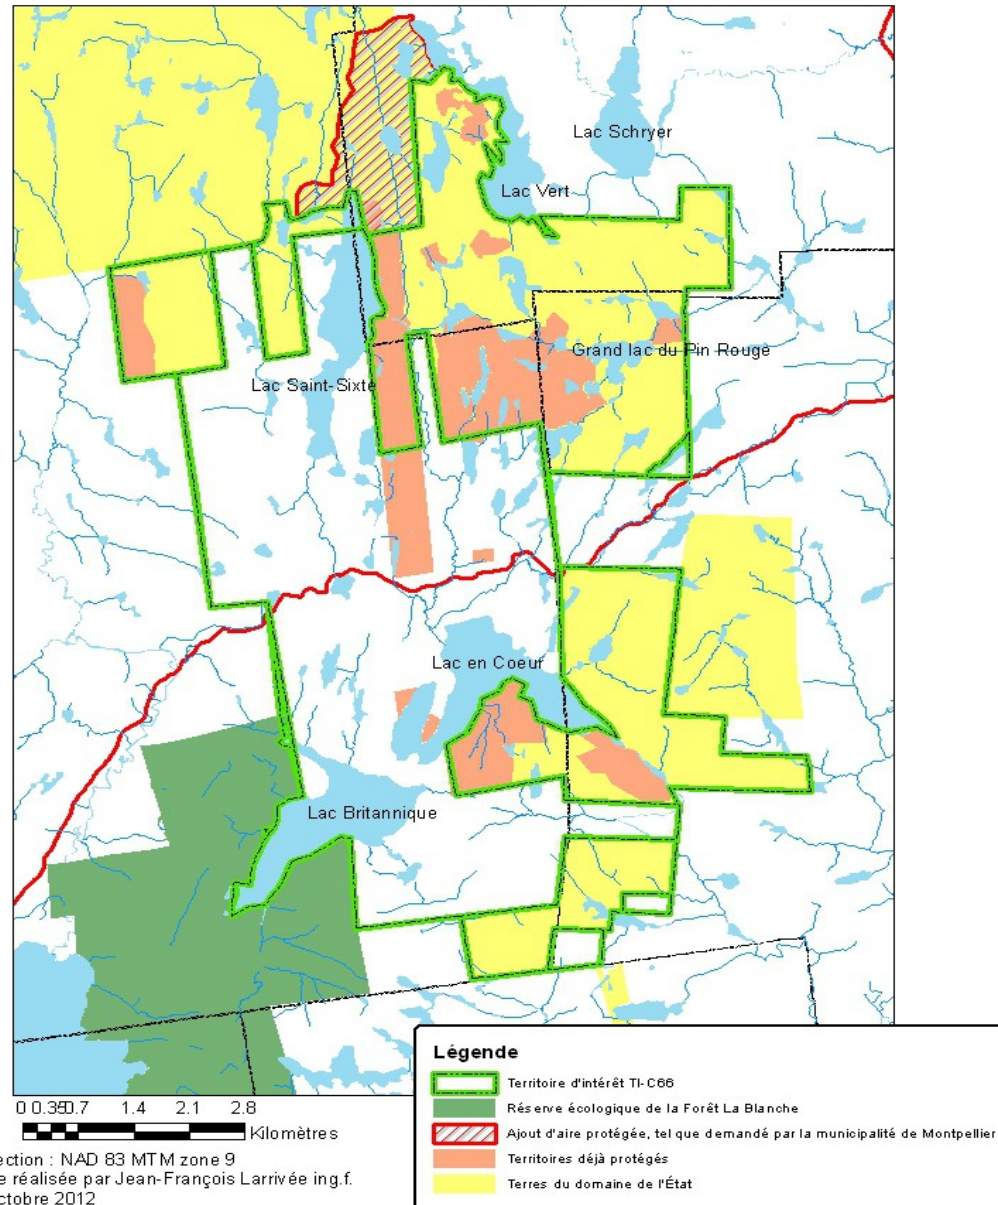 Lac Schryer
Lac Vert
Grand lac du Pin Rouge
Lac Saint-Sixte
Lac en Coeur
Lac Britannique
Légende
Territoire d'intérêt TI-C66
Réserve écologique de la Forêt La Blanche
Ajout d'aire protégée, tel que demandé par la municipalité de Montpellier
Territoires déjà protégés
Terres du domaine de l'État
0 0.35 0.7 1.4 2.1 2.8
Kilomètres
ection : NAD 83 MTM zone 9
e réalisée par Jean-François Larrivée ing.f.
ctobre 2012